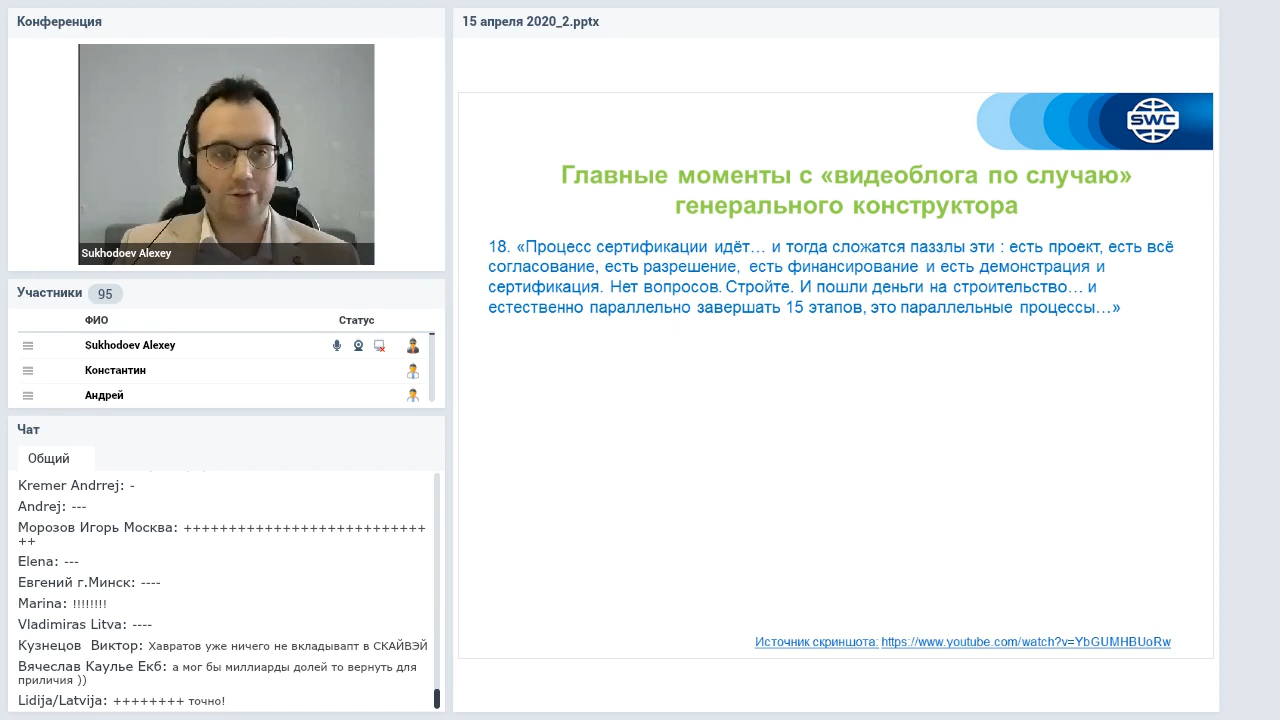 Конференция
Sukhodoev Alexey
Участники 95
ФИО Статус
Sukhodoev Alexey
Константин
Андрей
Чат
Общий
Kremer Andrrej: -
Andrej: ---
Морозов Игорь Москва: +++++++++++++++++++++++++++
++
Elena: ---
Евгений г.Минск: ----
Marina: !!!!!!!!
Vladimiras Litva: ----
Кузнецов Виктор: Хавратов уже ничего не вкладывапт в СКАЙВЭЙ
Вячеслав Каулье Екб: а мог бы миллиарды долей то вернуть для
приличия ))
Lidija/Latvija: ++++++++ точно!
15 апреля 2020_2.pptx
SWC
Главные моменты с «видеоблога по случаю»
генерального конструктора
18. «Процесс сертификации идёт… и тогда сложатся паззлы эти : есть проект, есть всё
согласование, есть разрешение, есть финансирование и есть демонстрация и
сертификация. Нет вопросов. Стройте. И пошли деньги на строительство… и
естественно параллельно завершать 15 этапов, это параллельные процессы…»
Источник скриншота: https://www.youtube.com/watch?v=YbGUMHBUoRw